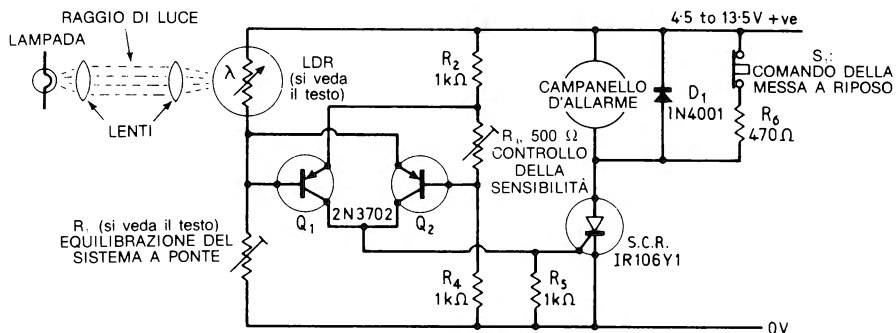 RAGGIO DI LUCE
LAMPADA
LENTI
λ
LDR
(si veda
il testo)
R2
1kΩ
4·5 to 13·5V +ve
CAMPANELLO
D'ALLARME
D1
1N4001
S1:
COMANDO DELLA
MESSA A RIPOSO
R6
470Ω
500 Ω
CONTROLLO
DELLA
SENSIBILITÀ
Q1
2N3702
Q2
(si veda il testo)
EQUILIBRAZIONE DEL
SISTEMA A PONTE
S.C.R.
IR106Y1
R4
1kΩ
R5
1kΩ
0V